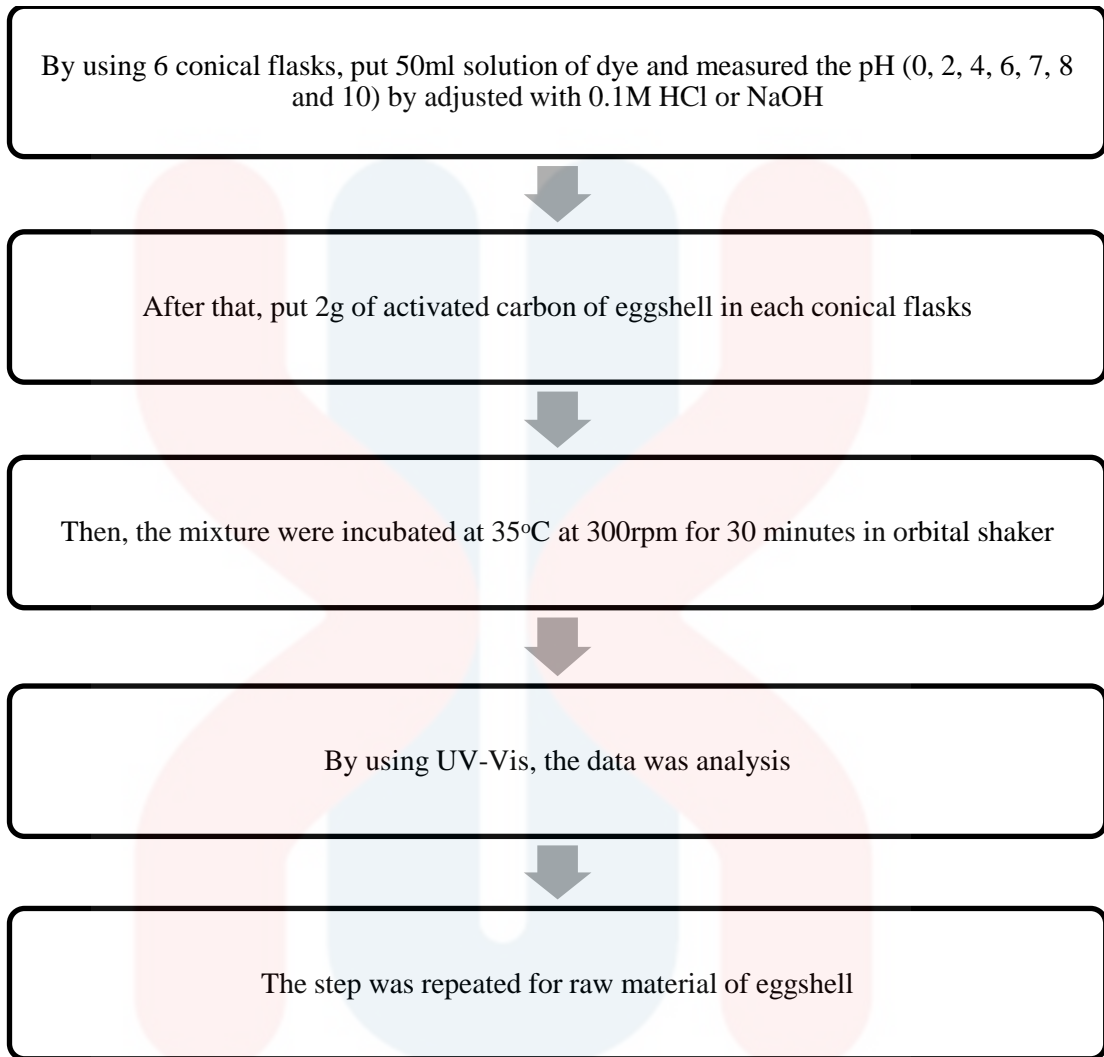 By using 6 conical flasks, put 50ml solution of dye and measured the pH (0, 2, 4, 6, 7, 8
and 10) by adjusted with 0.1M HCl or NaOH
After that, put 2g of activated carbon of eggshell in each conical flasks
Then, the mixture were incubated at 35°C at 300rpm for 30 minutes in orbital shaker
By using UV-Vis, the data was analysis
The step was repeated for raw material of eggshell